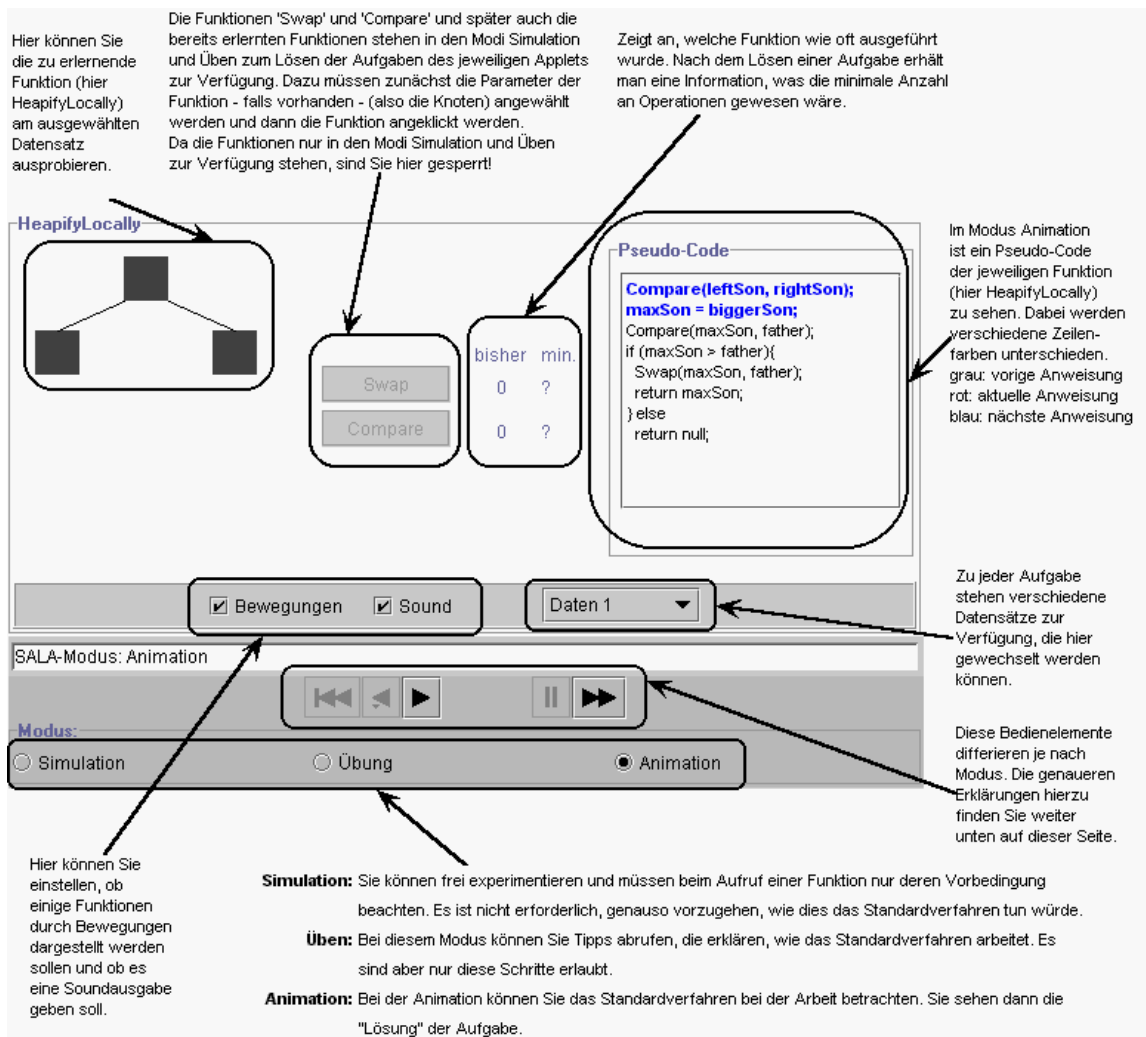 Hier können Sie
die zu erlernende
Funktion (hier
HeapifyLocally)
am ausgewählten
Datensatz
ausprobieren.
Die Funktionen 'Swap' und 'Compare' und später auch die
bereits erlernten Funktionen stehen in den Modi Simulation
und Üben zum Lösen der Aufgaben des jeweiligen Applets
zur Verfügung. Dazu müssen zunächst die Parameter der
Funktion - falls vorhanden - (also die Knoten) angewählt
werden und dann die Funktion angeklickt werden.
Da die Funktionen nur in den Modi Simulation und Üben
zur Verfügung stehen, sind Sie hier gesperrt!
Zeigt an, welche Funktion wie oft ausgeführt
wurde. Nach dem Lösen einer Aufgabe erhält
man eine Information, was die minimale Anzahl
an Operationen gewesen wäre.
HeapifyLocally
Swap
Compare
bisher min.
0 ?
0 ?
Pseudo-Code
Compare(leftSon, rightSon);
maxSon = biggerSon;
Compare(maxSon, father);
if (maxSon > father){
Swap(maxSon, father);
return maxSon;
} else
return null;
Im Modus Animation
ist ein Pseudo-Code
der jeweiligen Funktion
(hier HeapifyLocally)
zu sehen. Dabei werden
verschiedene Zeilen-
farben unterschieden.
grau: vorige Anweisung
rot: aktuelle Anweisung
blau: nächste Anweisung
Bewegungen Sound
Daten 1
Zu jeder Aufgabe
stehen verschiedene
Datensätze zur
Verfügung, die hier
gewechselt werden
können.
SALA-Modus: Animation
Modus:
Simulation Übung Animation
Diese Bedienelemente
differieren je nach
Modus. Die genaueren
Erklärungen hierzu
finden Sie weiter
unten auf dieser Seite.
Hier können Sie
einstellen, ob
einige Funktionen
durch Bewegungen
dargestellt werden
sollen und ob es
eine Soundausgabe
geben soll.
Simulation: Sie können frei experimentieren und müssen beim Aufruf einer Funktion nur deren Vorbedingung
beachten. Es ist nicht erforderlich, genauso vorzugehen, wie dies das Standardverfahren tun würde.
Üben: Bei diesem Modus können Sie Tipps abrufen, die erklären, wie das Standardverfahren arbeitet. Es
sind aber nur diese Schritte erlaubt.
Animation: Bei der Animation können Sie das Standardverfahren bei der Arbeit betrachten. Sie sehen dann die
"Lösung" der Aufgabe.